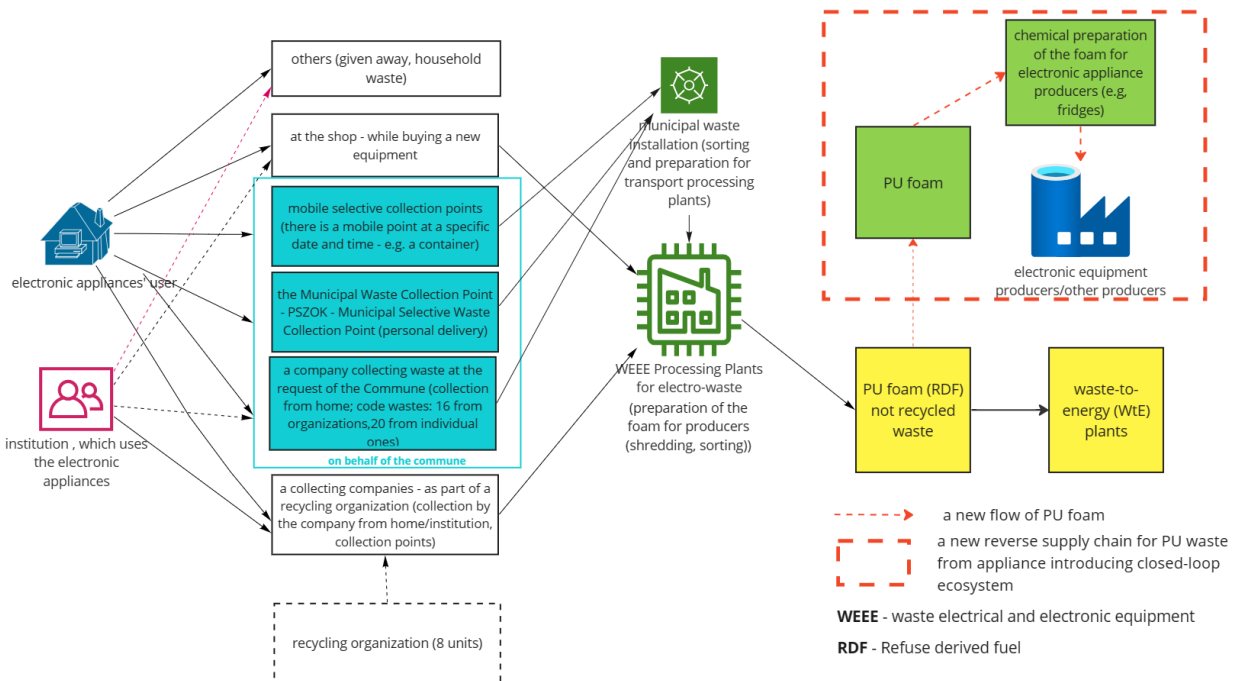 others (given away, household
waste)
at the shop - while buying a new
equipment
mobile selective collection points
(there is a mobile point at a specific
date and time - e.g. a container)
the Municipal Waste Collection Point
- PSZOK - Municipal Selective Waste
Collection Point (personal delivery)
a company collecting waste at the
request of the Commune (collection
from home; code wastes: 16 from
organizations,20 from individual
ones)
on behalf of the commune
a collecting companies - as part of a
recycling organization (collection by
the company from home/institution,
collection points)
recycling organization (8 units)
electronic appliances' user
institution , which uses
the electronic
appliances
municipal waste
installation (sorting
and preparation for
transport processing
plants)
WEEE Processing Plants
for electro-waste
(preparation of the
foam for producers
(shredding, sorting))
chemical preparation
of the foam for
electronic appliance
producers (e.g,
fridges)
PU foam
electronic equipment
producers/other producers
PU foam (RDF)
not recycled
waste
waste-to-
energy (WtE)
plants
a new flow of PU foam
a new reverse supply chain for PU waste
from appliance introducing closed-loop
ecosystem
WEEE - waste electrical and electronic equipment
RDF - Refuse derived fuel